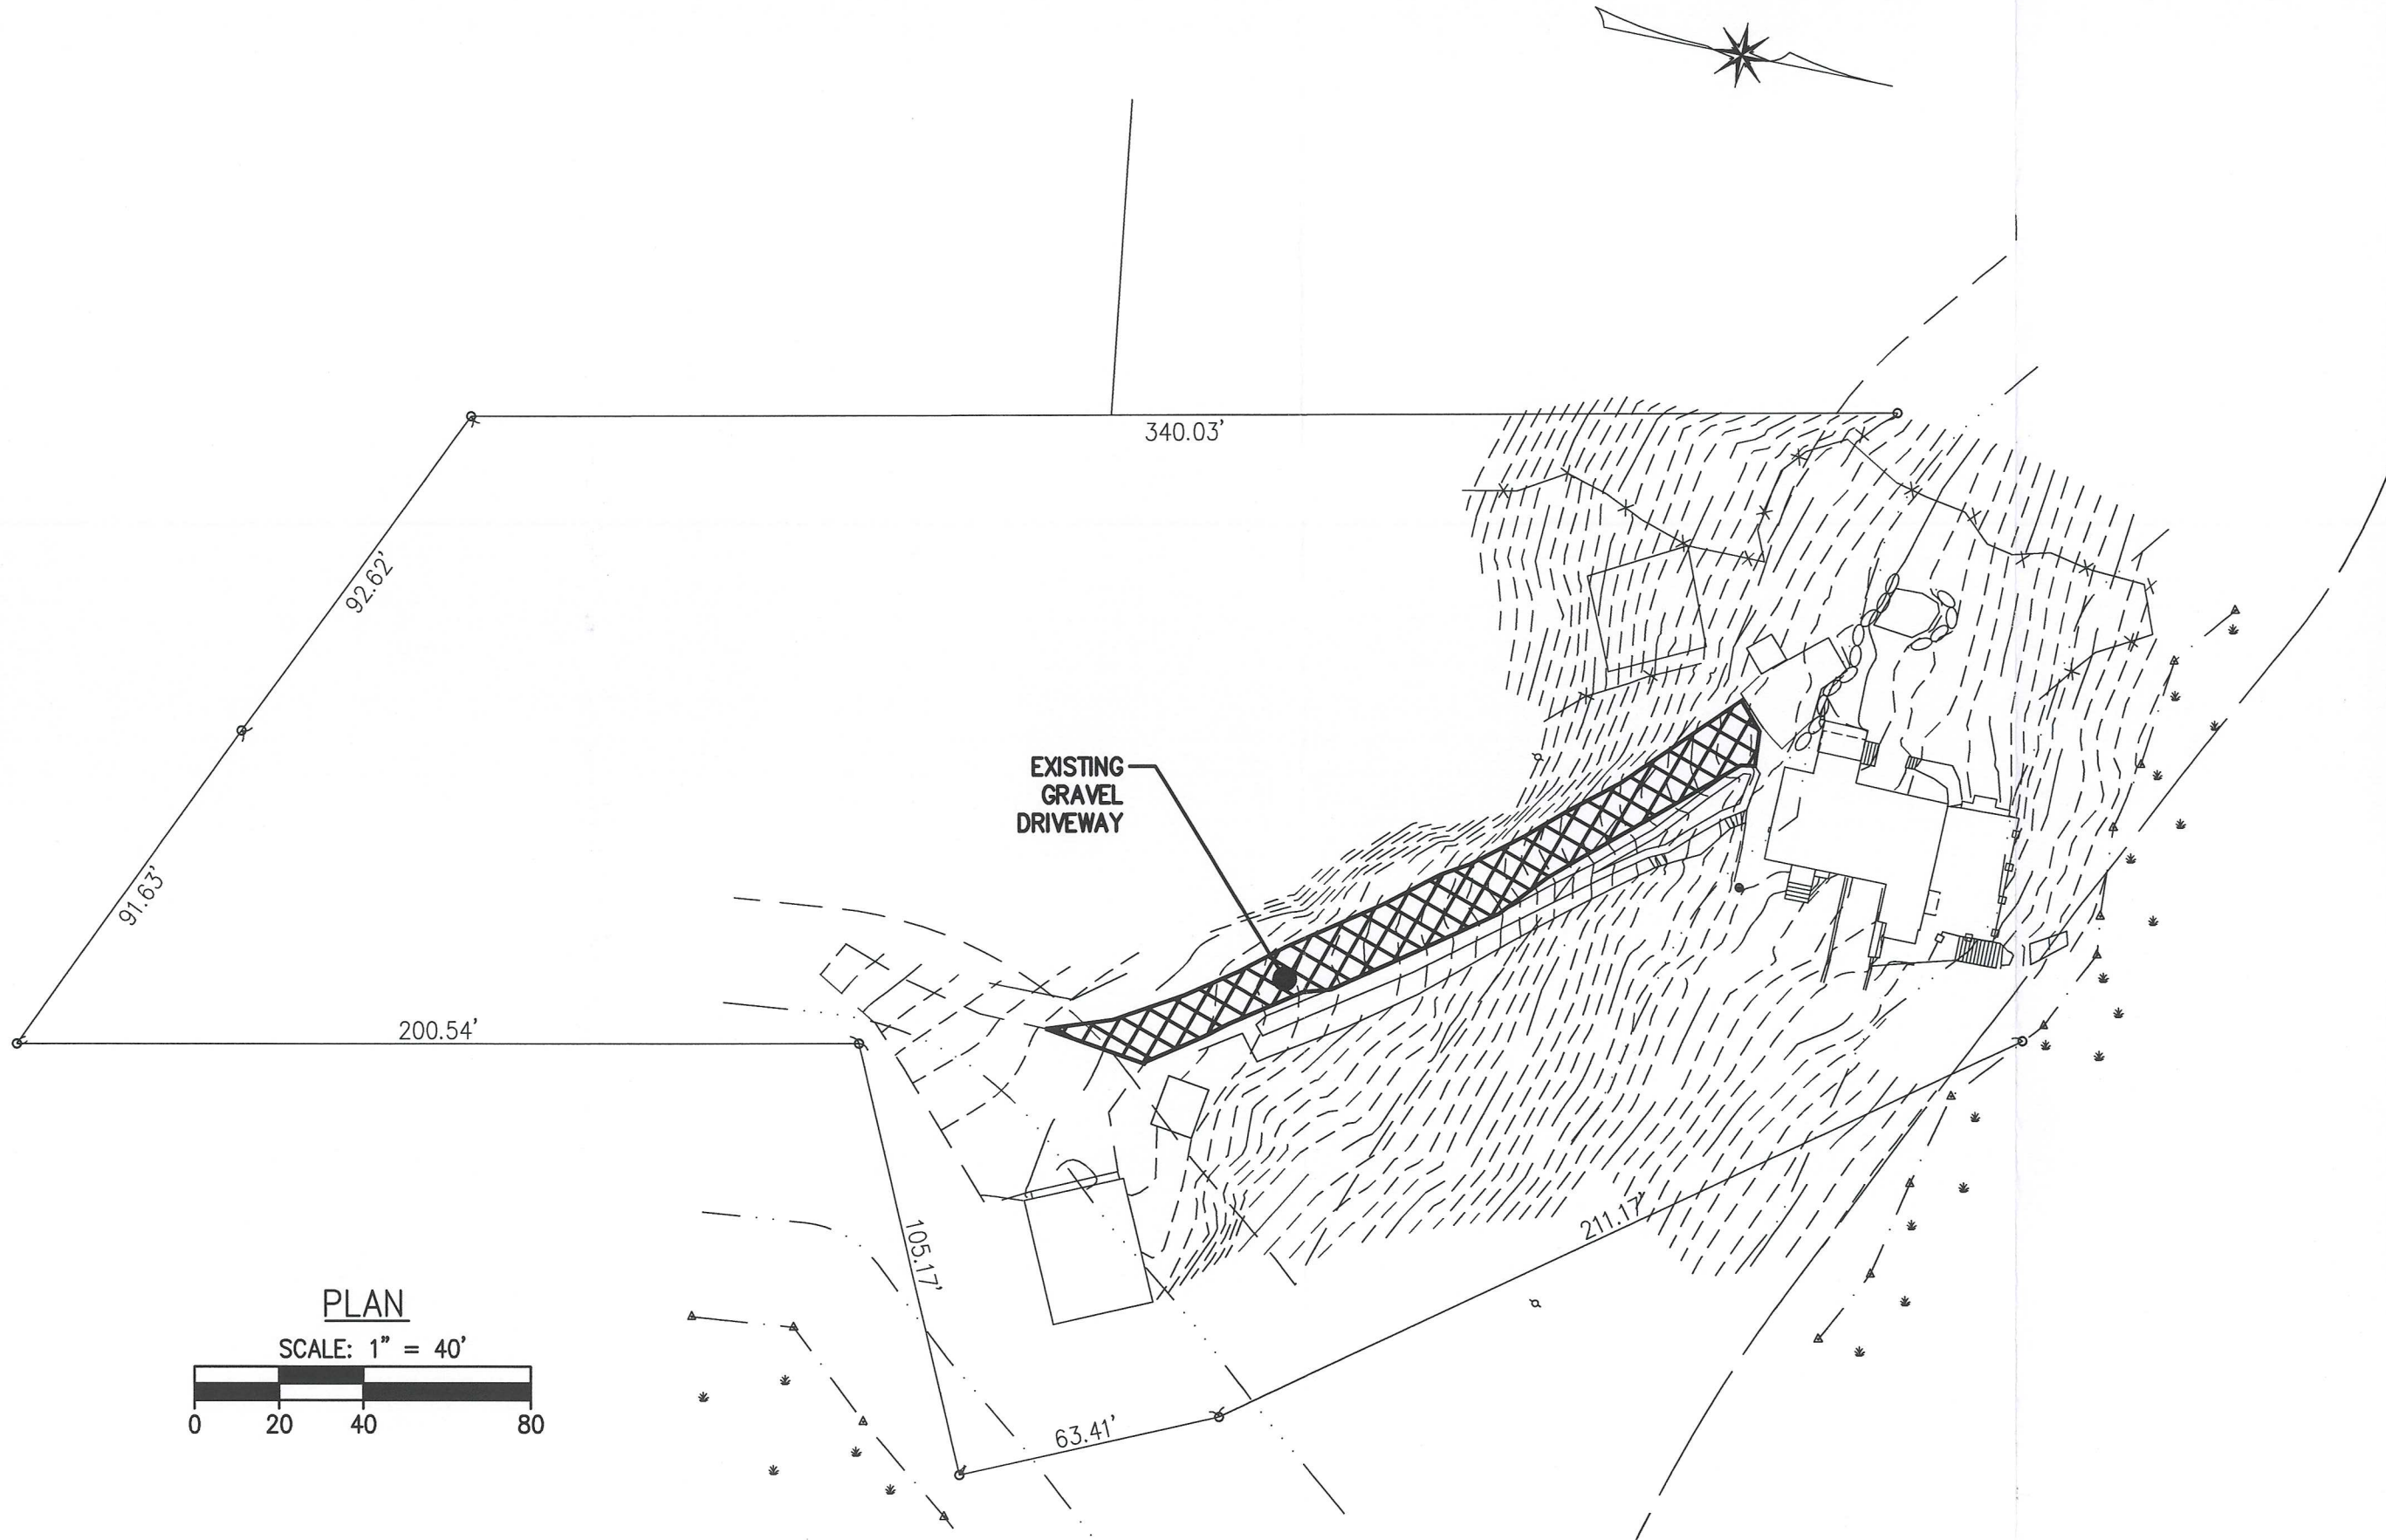 340.03'
92.62'
EXISTING
GRAVEL
DRIVEWAY
91.63'
200.54'
105.17'
211.17'
63.41'
PLAN
SCALE: 1" = 40'
0 20 40 80